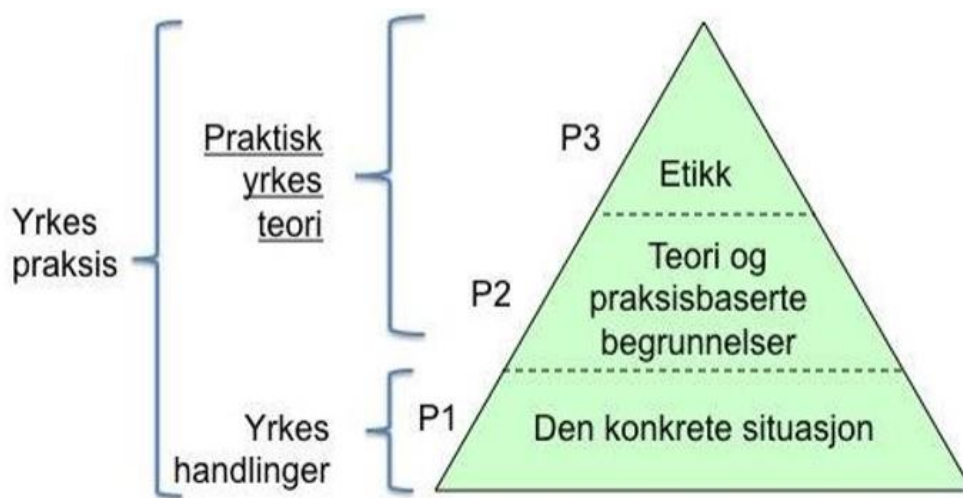 Yrkes
praksis
Praktisk
yrkes
teori
Yrkes
handlinger
P3
P2
P1
Etikk
Teori og
praksisbaserte
begrunnelser
Den konkrete situasjon